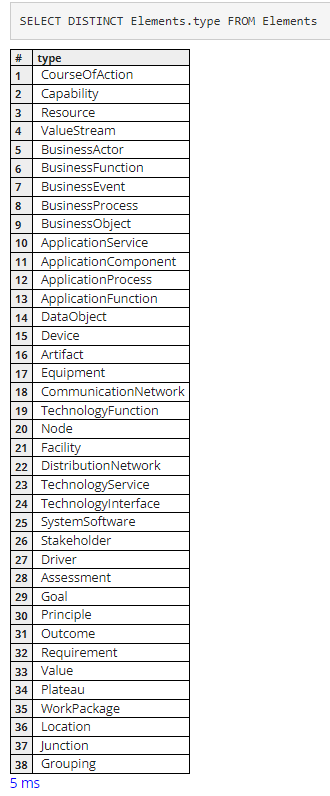 SELECT DISTINCT Elements.type FROM Elements
# type
1 CourseOfAction
2 Capability
3 Resource
4 ValueStream
5 BusinessActor
6 BusinessFunction
7 BusinessEvent
8 BusinessProcess
9 BusinessObject
10 ApplicationService
11 ApplicationComponent
12 ApplicationProcess
13 ApplicationFunction
14 DataObject
15 Device
16 Artifact
17 Equipment
18 CommunicationNetwork
19 TechnologyFunction
20 Node
21 Facility
22 DistributionNetwork
23 TechnologyService
24 TechnologyInterface
25 SystemSoftware
26 Stakeholder
27 Driver
28 Assessment
29 Goal
30 Principle
31 Outcome
32 Requirement
33 Value
34 Plateau
35 WorkPackage
36 Location
37 Junction
38 Grouping
5 ms